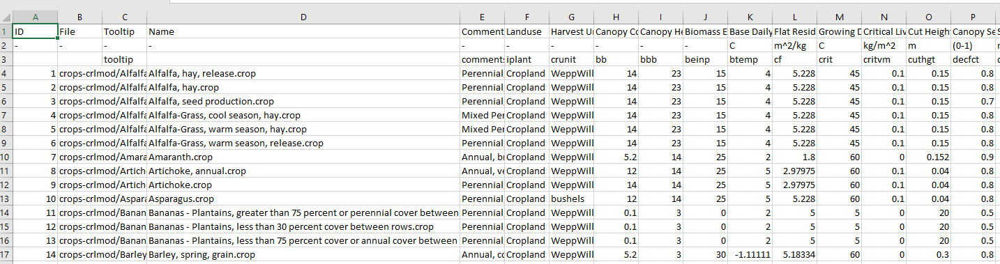 A B C D E F G H I J K L M N O P
1 ID File Tooltip Name Comment Landuse Harvest Canopy Canopy Biomass Base Daily Flat Resid Growing Critical Cut Heigh Canopy
2 - - - - - - - - - - C m^2/kg C kg/m^2 m (0-1)
3 tooltip comments iplant crunit bb bbb beinp btemp cf crit critvm cuthgt decfct
4 1 crops-crlmod/Alfalfa Alfalfa, hay, release.crop Perennial Cropland WeppWill 14 23 15 4 5.228 45 0.1 0.15 0.8
5 2 crops-crlmod/Alfalfa Alfalfa, hay.crop Perennial Cropland WeppWill 14 23 15 4 5.228 45 0.1 0.15 0.8
6 3 crops-crlmod/Alfalfa Alfalfa, seed production.crop Perennial Cropland WeppWill 14 23 15 4 5.228 45 0.1 0.15 0.7
7 4 crops-crlmod/Alfalfa Alfalfa-Grass, cool season, hay.crop Mixed Per Cropland WeppWill 14 23 15 4 5.228 45 0.1 0.15 0.8
8 5 crops-crlmod/Alfalfa Alfalfa-Grass, warm season, hay.crop Mixed Per Cropland WeppWill 14 23 15 4 5.228 45 0.1 0.15 0.8
9 6 crops-crlmod/Alfalfa Alfalfa-Grass, warm season, release.crop Perennial Cropland WeppWill 14 23 15 4 5.228 45 0.1 0.15 0.8
10 7 crops-crlmod/Amara Amaranth.crop Annual, Cropland WeppWill 5.2 14 25 2 1.8 60 0 0.152 0.9
11 8 crops-crlmod/Artich Artichoke, annual.crop Annual, Cropland WeppWill 12 14 25 5 2.97975 60 0.1 0.04 0.8
12 9 crops-crlmod/Artich Artichoke.crop Perennial Cropland WeppWill 14 14 25 5 2.97975 60 0.1 0.04 0.8
13 10 crops-crlmod/Aspara Asparagus.crop Perennial Cropland bushels 12 14 25 5 5.228 60 0.1 0.04 0.8
14 11 crops-crlmod/Banan Bananas - Plantains, greater than 75 percent or perennial cover between Perennial Cropland WeppWill 0.1 3 0 2 5 5 0 20 0.5
15 12 crops-crlmod/Banan Bananas - Plantains, less than 30 percent cover between rows.crop Perennial Cropland WeppWill 0.1 3 0 2 5 5 0 20 0.5
16 13 crops-crlmod/Banan Bananas - Plantains, less than 75 percent cover or annual cover between Perennial Cropland WeppWill 0.1 3 0 2 5 5 0 20 0.5
17 14 crops-crlmod/Barley Barley, spring, grain.crop Annual, Cropland WeppWill 5.2 3 30 -1.11111 5.18334 60 0 0.3 0.8